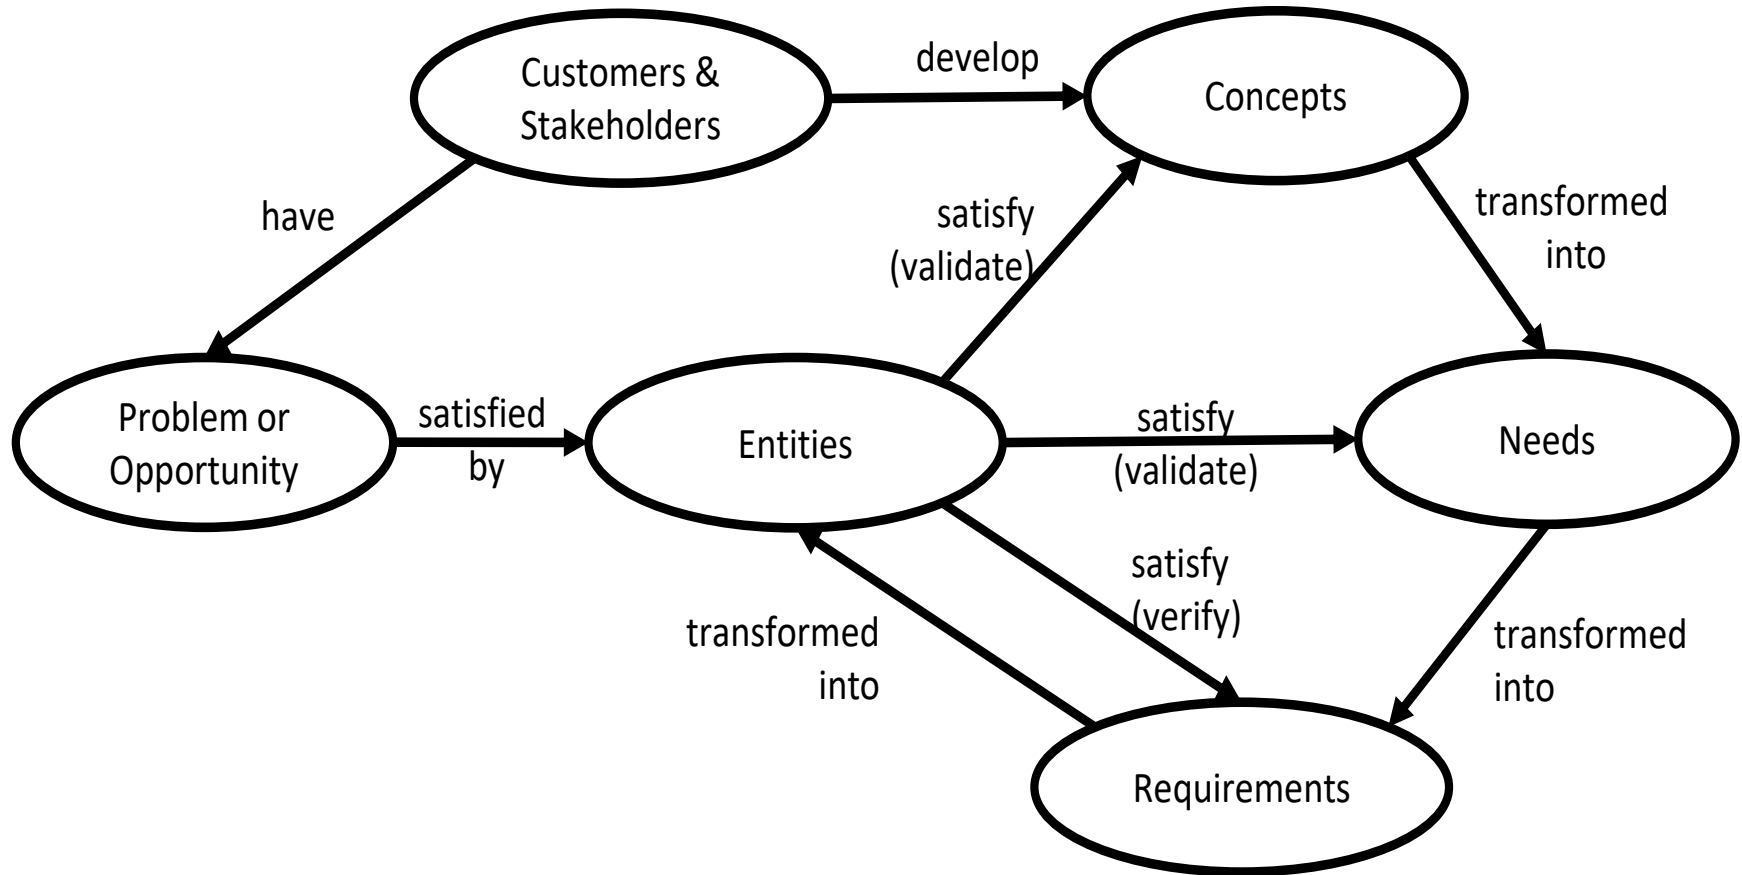 Customers &
Stakeholders
develop
Concepts
have
satisfy
(validate)
transformed
into
Problem or
Opportunity
satisfied
by
Entities
satisfy
(validate)
Needs
satisfy
(verify)
transformed
into
transformed
into
Requirements